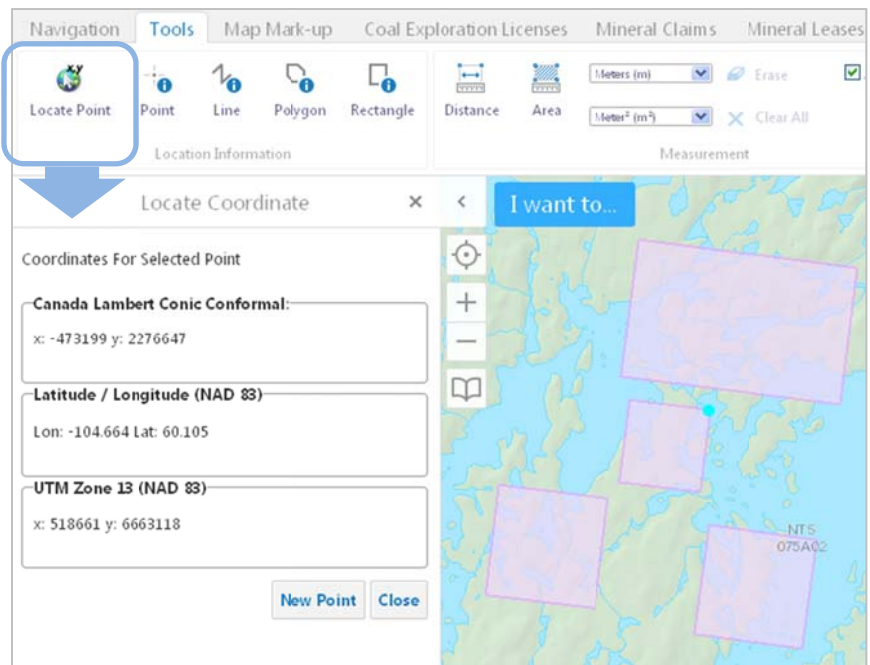 Navigation Tools Map Mark-up Coal Exploration Licenses Mineral Claims Mineral Leases
x,y
Locate Point Point Line Polygon Rectangle Distance Area Meters (m) Erase
Meter² (m²) Clear All
Location Information Measurement
Locate Coordinate
I want to...
Coordinates For Selected Point
Canada Lambert Conic Conformal:
x: -473199 y: 2276647
Latitude / Longitude (NAD 83)
Lon: -104.664 Lat: 60.105
UTM Zone 13 (NAD 83)
x: 518661 y: 6663118
New Point Close
NTS
075A02